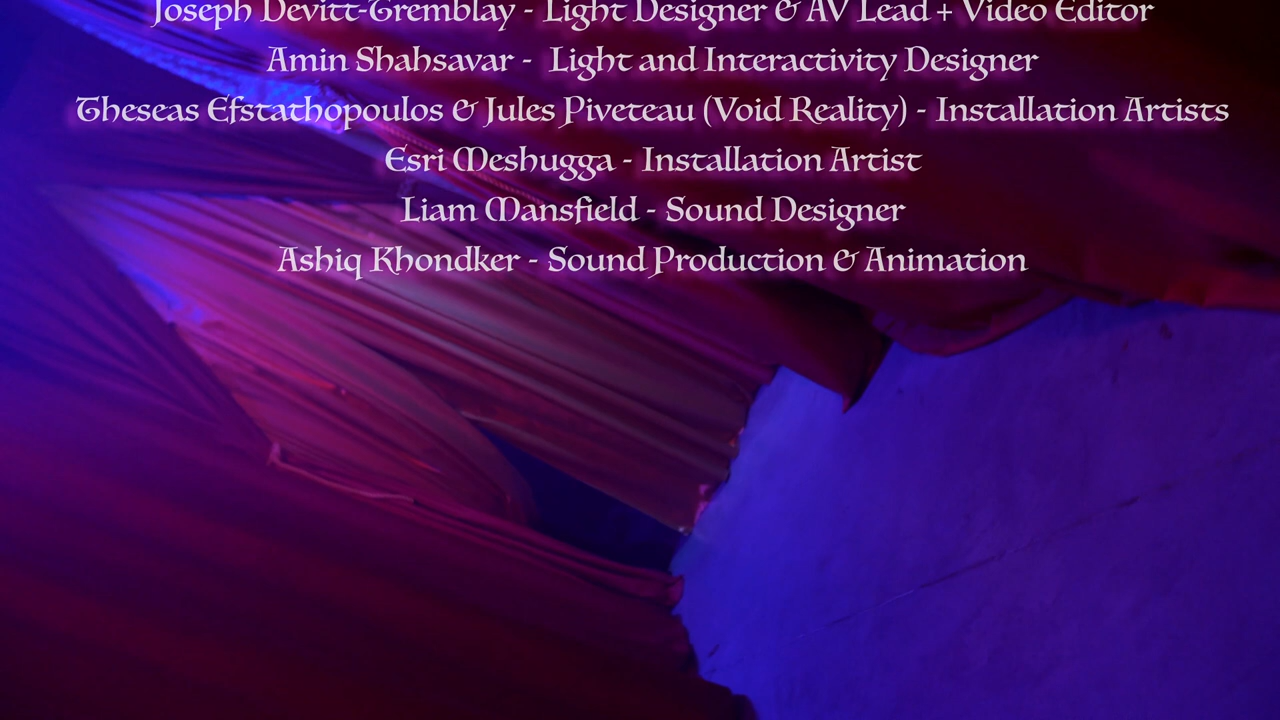 Joseph Devitt-Tremblay - Light Designer & AV Lead + Video Editor
Amin Shahsavar - Light and Interactivity Designer
Theseas Efstathopoulos & Jules Piveteau (Void Reality) - Installation Artists
Esri Meshugga - Installation Artist
Liam Mansfield - Sound Designer
Ashiq Khondker - Sound Production & Animation